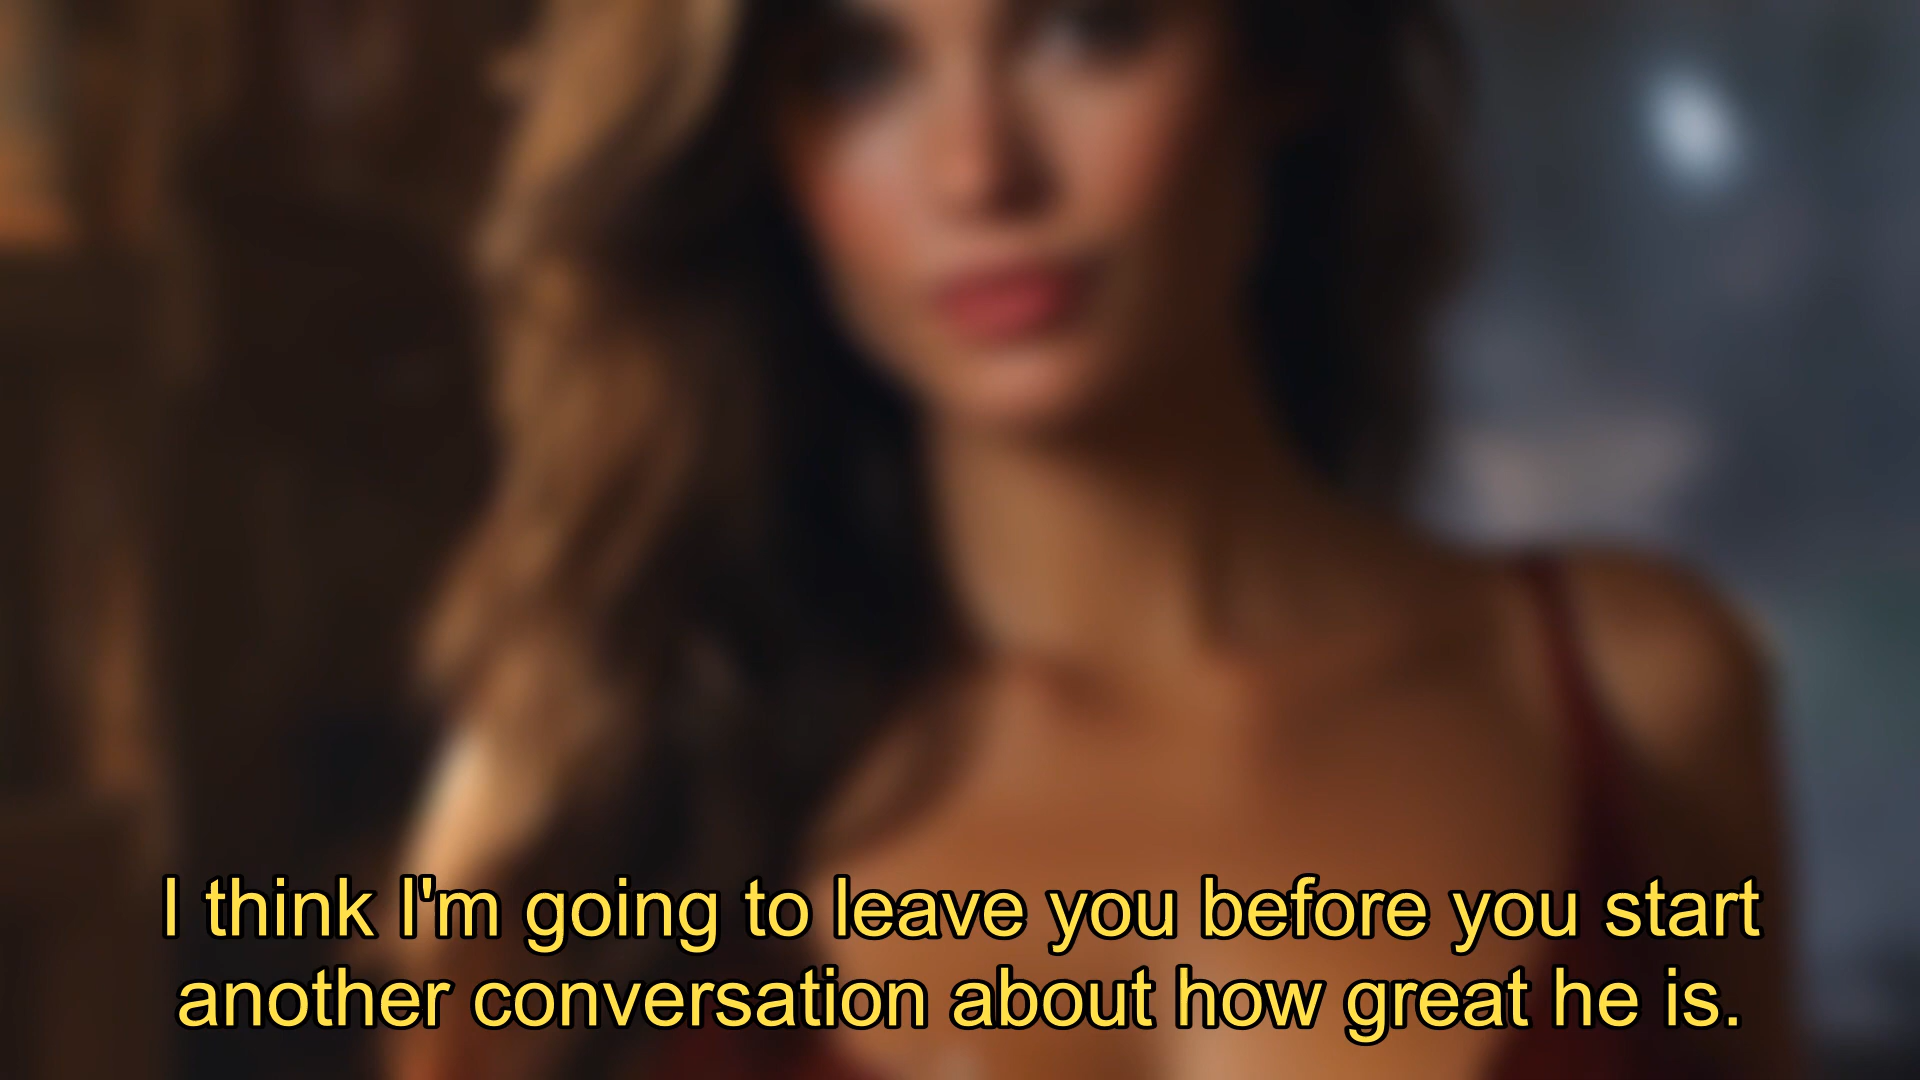 I think I'm going to leave you before you start
another conversation about how great he is.